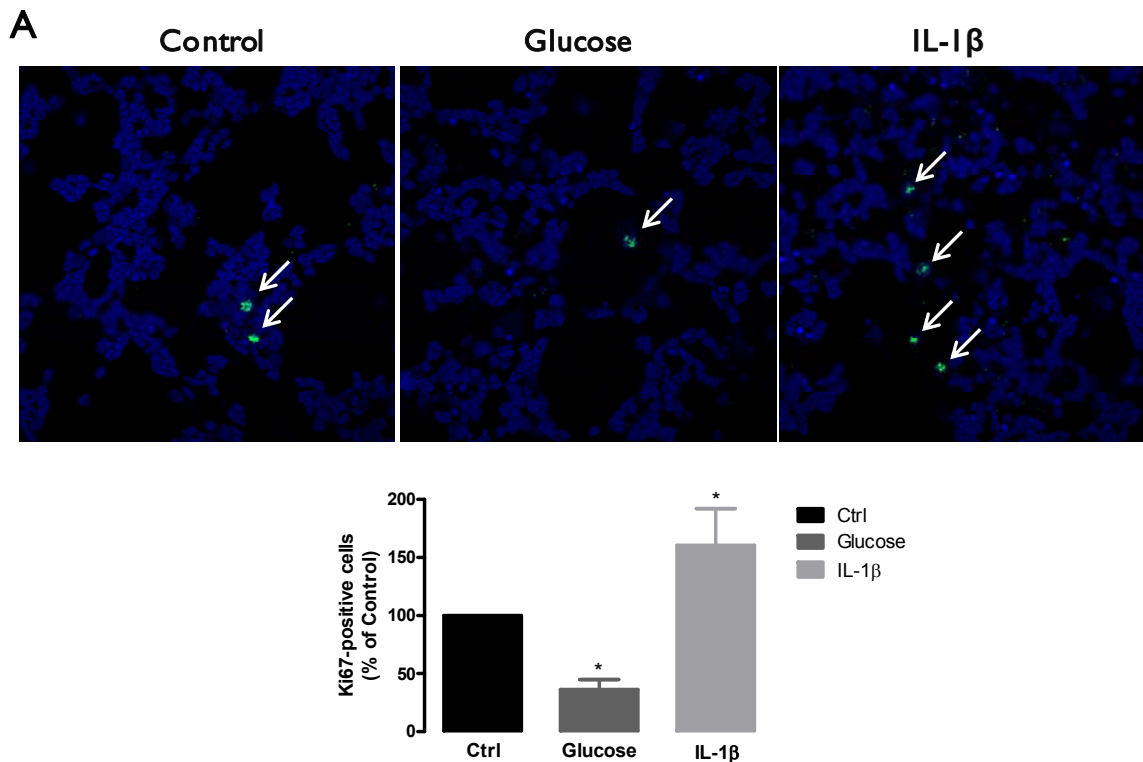 A
Control
Glucose
IL-1β
Ki67-positive cells
(% of Control)
200
150
100
50
0
*
*
Ctrl
Glucose
IL-1β
Ctrl
Glucose
IL-1β